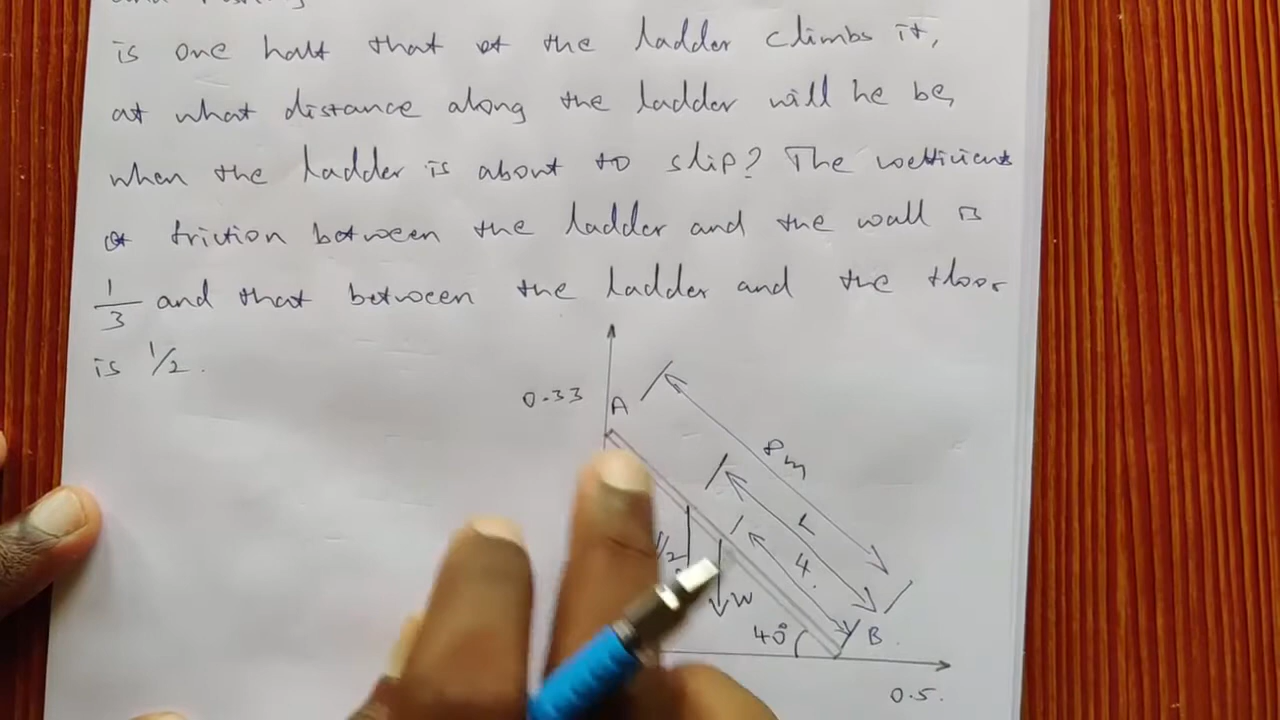 is one half that of the ladder climbs it,
at what distance along the ladder will he be,
when the ladder is about to slip? The coefficient
of friction between the ladder and the wall is
1/3 and that between the ladder and the floor
is 1/2.
0.33
A
8m
L
4.
W
40°
B.
0.5.